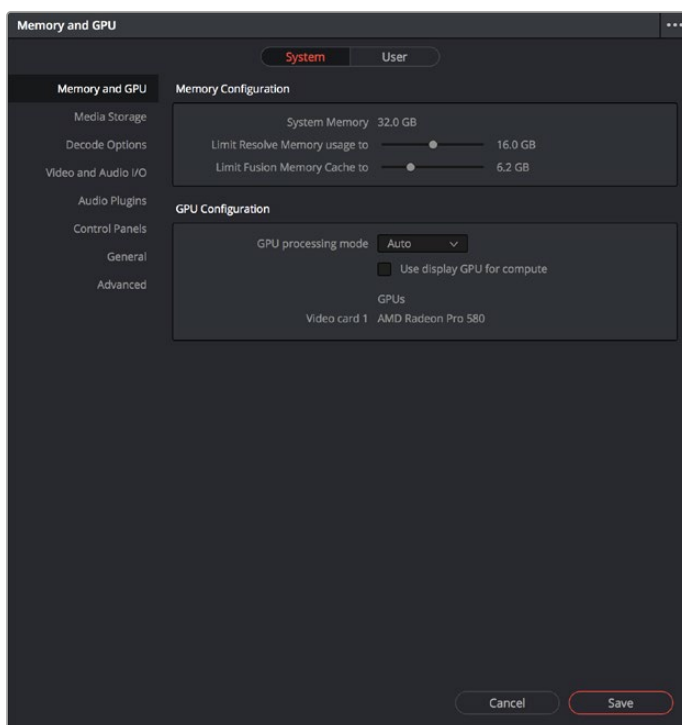 Memory and GPU
System User
Memory and GPU
Media Storage
Decode Options
Video and Audio I/O
Audio Plugins
Control Panels
General
Advanced
Memory Configuration
System Memory 32.0 GB
Limit Resolve Memory usage to 16.0 GB
Limit Fusion Memory Cache to 6.2 GB
GPU Configuration
GPU processing mode Auto
Use display GPU for compute
GPUs
Video card 1 AMD Radeon Pro 580
Cancel Save